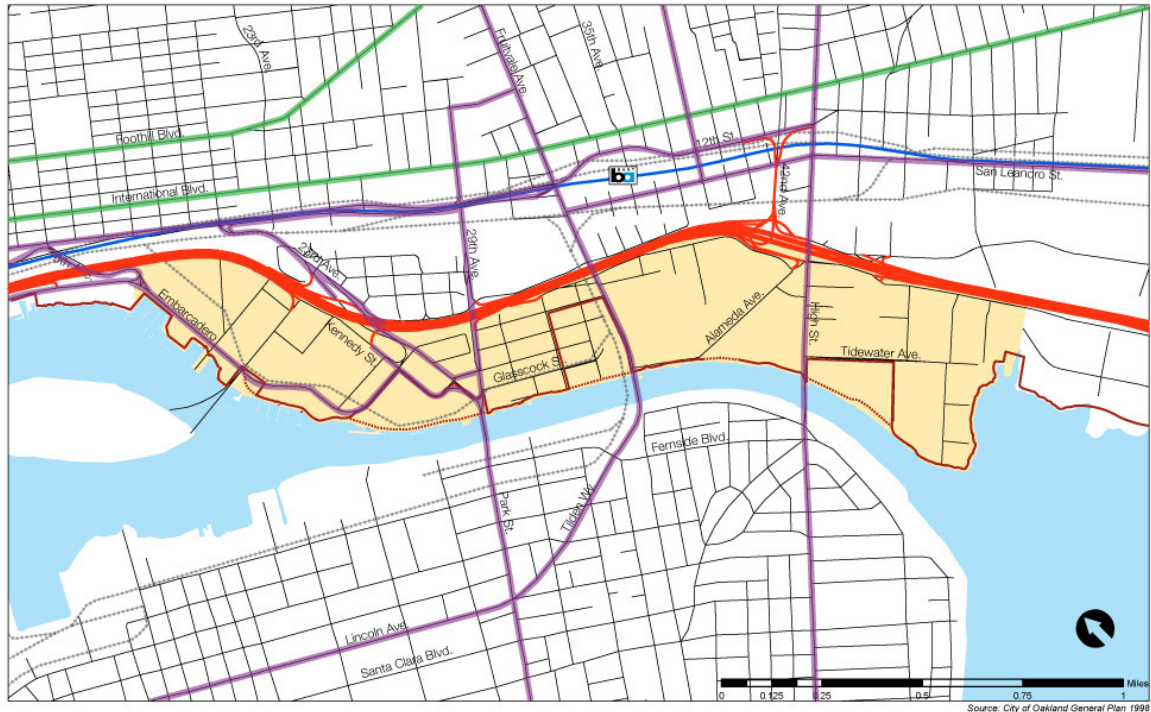 23rd Ave.
Fruitvale Ave.
35th Ave.
Foothill Blvd.
12th St.
ba
San Leandro St.
International Blvd.
42nd Ave.
29th Ave.
23rd Ave.
Embarcadero
Kennedy St.
Alameda Ave.
High St.
Tidewater Ave.
Glasscock St.
Fernside Blvd.
Park St.
Tilden Wy.
Lincoln Ave.
Santa Clara Blvd.
Miles
0 0.125 0.25 0.5 0.75 1
Source: City of Oakland General Plan 1998